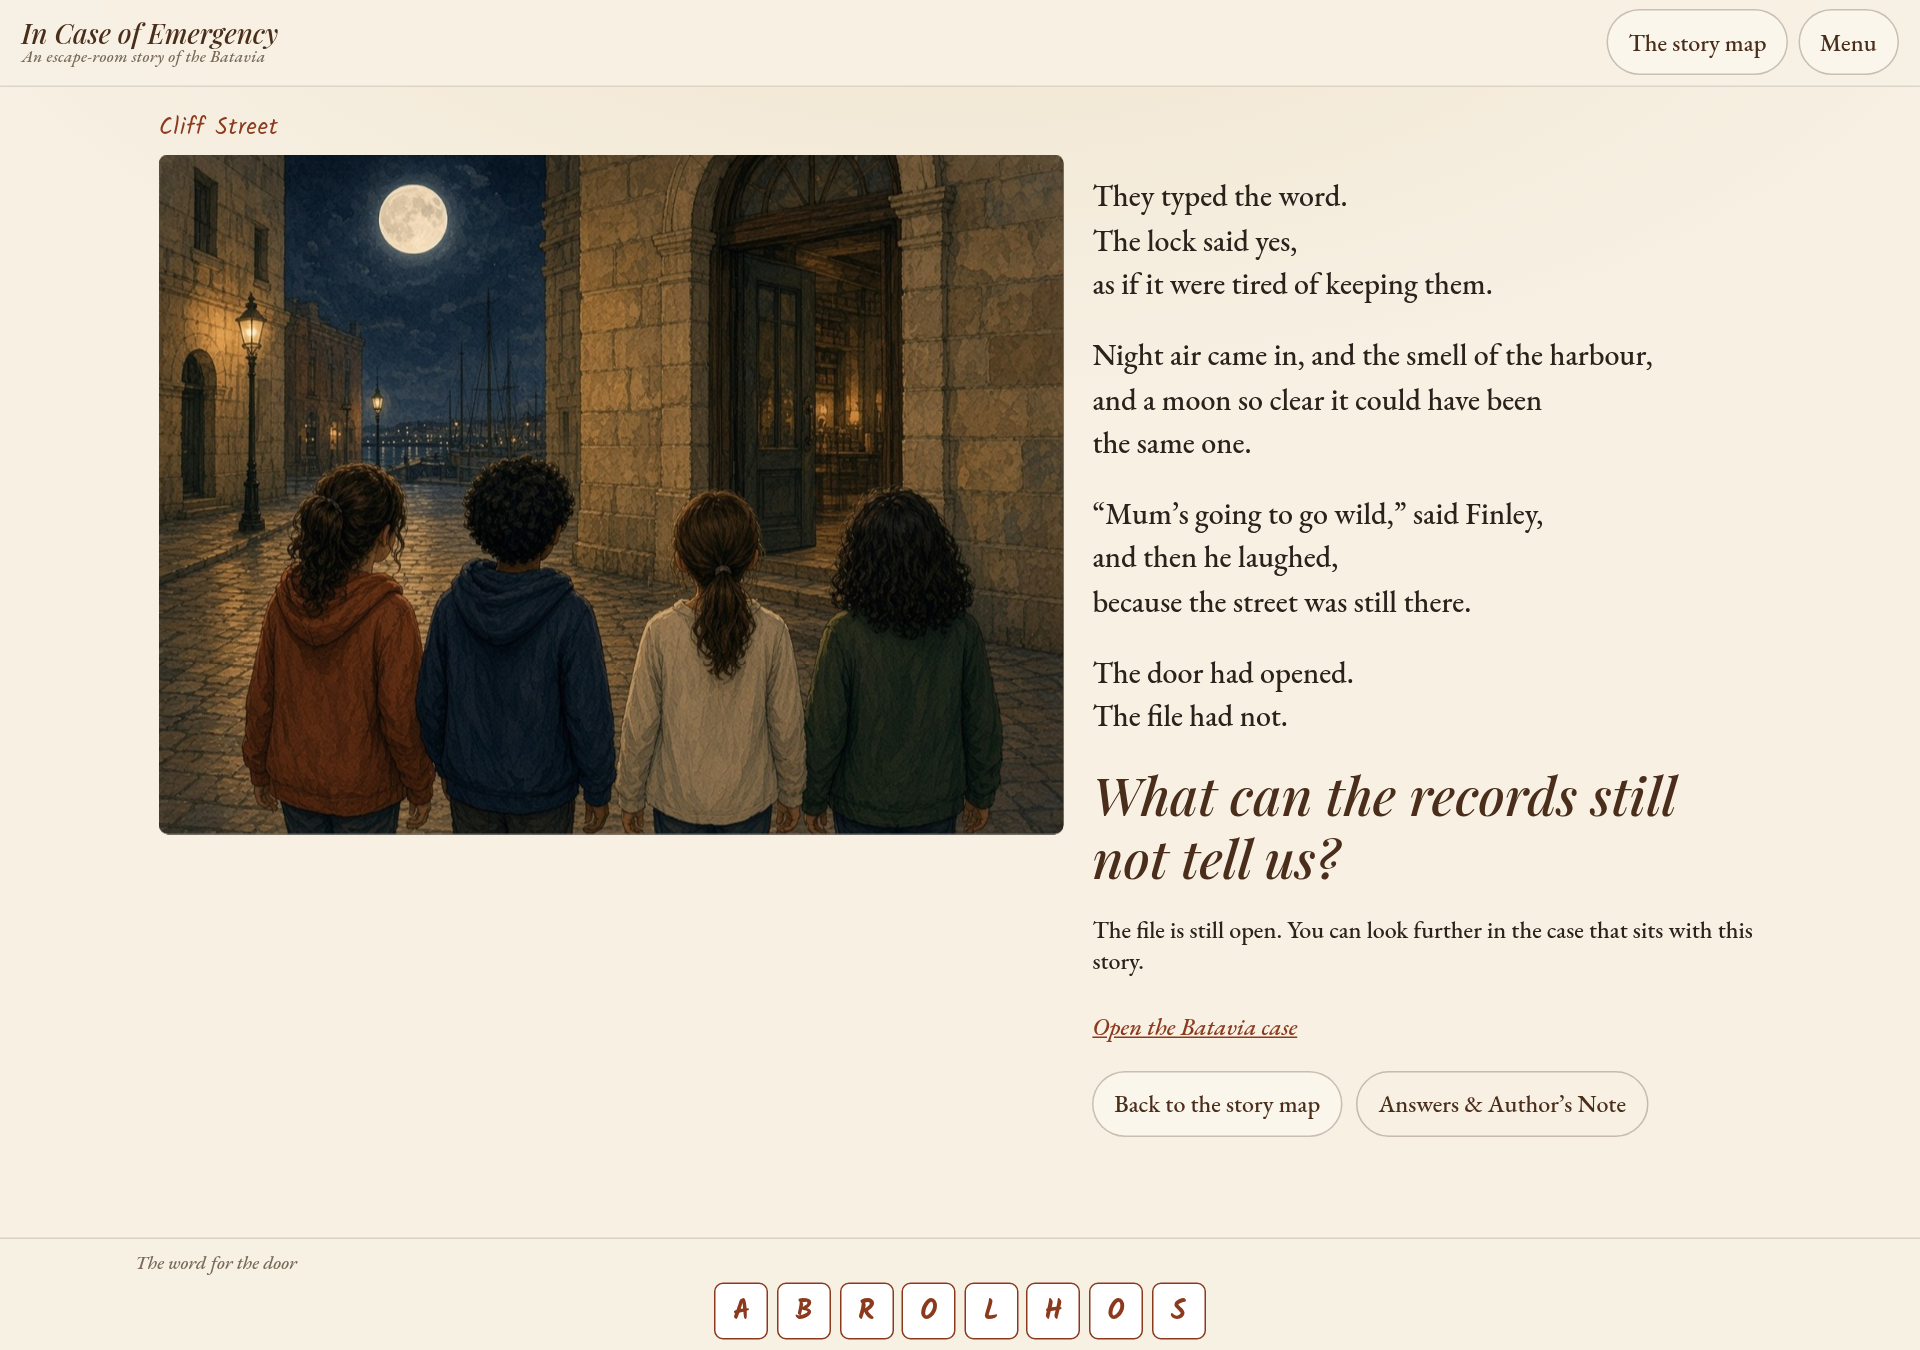 In Case of Emergency
An escape-room story of the Batavia
The story map
Menu
Cliff Street
They typed the word.
The lock said yes,
as if it were tired of keeping them.
Night air came in, and the smell of the harbour,
and a moon so clear it could have been
the same one.
“Mum’s going to go wild,” said Finley,
and then he laughed,
because the street was still there.
The door had opened.
The file had not.
What can the records still
not tell us?
The file is still open. You can look further in the case that sits with this
story.
Open the Batavia case
Back to the story map
Answers & Author’s Note
The word for the door
A B R O L H O S